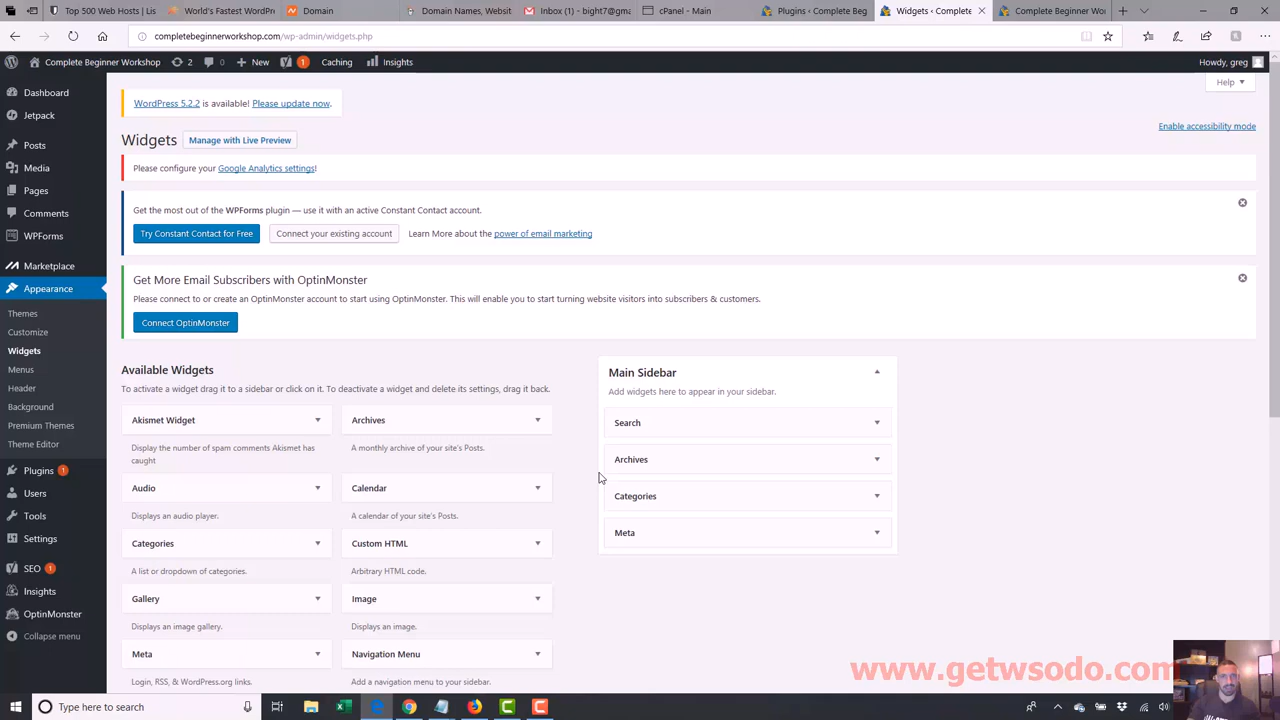 WordPress H
Namesilo Do
Domain
Domain Names, Websit
Inbox (1) - bight7@gma
cPanel - Main
Plugins ‹ Complete Beg
Widgets ‹ Complete
Complete Beginner Wor
completebeginnerworkshop.com/wp-admin/widgets.php
Complete Beginner Workshop
2
0
New
1
Caching
Insights
Howdy, greg
Help
Dashboard
Jetpack
Posts
Media
Pages
Comments
WPForms
Marketplace
Appearance
Themes
Customize
Widgets
Menus
Header
Background
Premium Themes
Theme Editor
Plugins 1
Users
Tools
Settings
SEO 1
Insights
OptinMonster
Collapse menu
WordPress 5.2.2 is available! Please update now.
Enable accessibility mode
Widgets
Manage with Live Preview
Please configure your Google Analytics settings!
Get the most out of the WPForms plugin — use it with an active Constant Contact account.
Try Constant Contact for Free
Connect your existing account
Learn More about the power of email marketing
Get More Email Subscribers with OptinMonster
Please connect to or create an OptinMonster account to start using OptinMonster. This will enable you to start turning website visitors into subscribers & customers.
Connect OptinMonster
Available Widgets
To activate a widget drag it to a sidebar or click on it. To deactivate a widget and delete its settings, drag it back.
Akismet Widget
Display the number of spam comments Akismet has
caught
Archives
A monthly archive of your site's Posts.
Audio
Displays an audio player.
Calendar
A calendar of your site's Posts.
Categories
A list or dropdown of categories.
Custom HTML
Arbitrary HTML code.
Gallery
Displays an image gallery.
Image
Displays an image.
Meta
Login, RSS, & WordPress.org links.
Navigation Menu
Add a navigation menu to your sidebar.
Main Sidebar
Add widgets here to appear in your sidebar.
Search
Archives
Categories
Meta
www.getwsodo.com
Type here to search